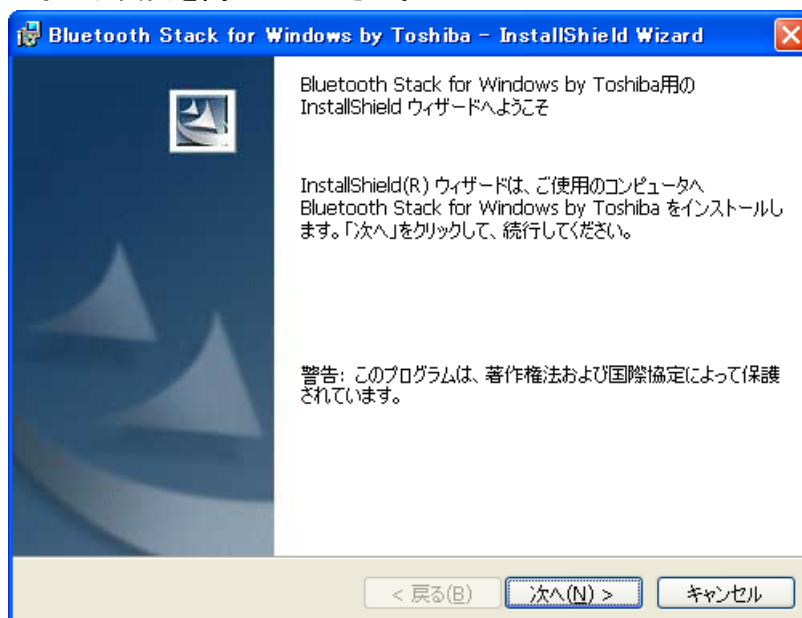 Bluetooth Stack for Windows by Toshiba - InstallShield Wizard
Bluetooth Stack for Windows by Toshiba用の
InstallShield ウィザードへようこそ
InstallShield(R) ウィザードは、ご使用のコンピュータへ
Bluetooth Stack for Windows by Toshiba をインストールし
ます。「次へ」をクリックして、続行してください。
警告: このプログラムは、著作権法および国際協定によって保護
されています。
< 戻る(B)
次へ(N) >
キャンセル